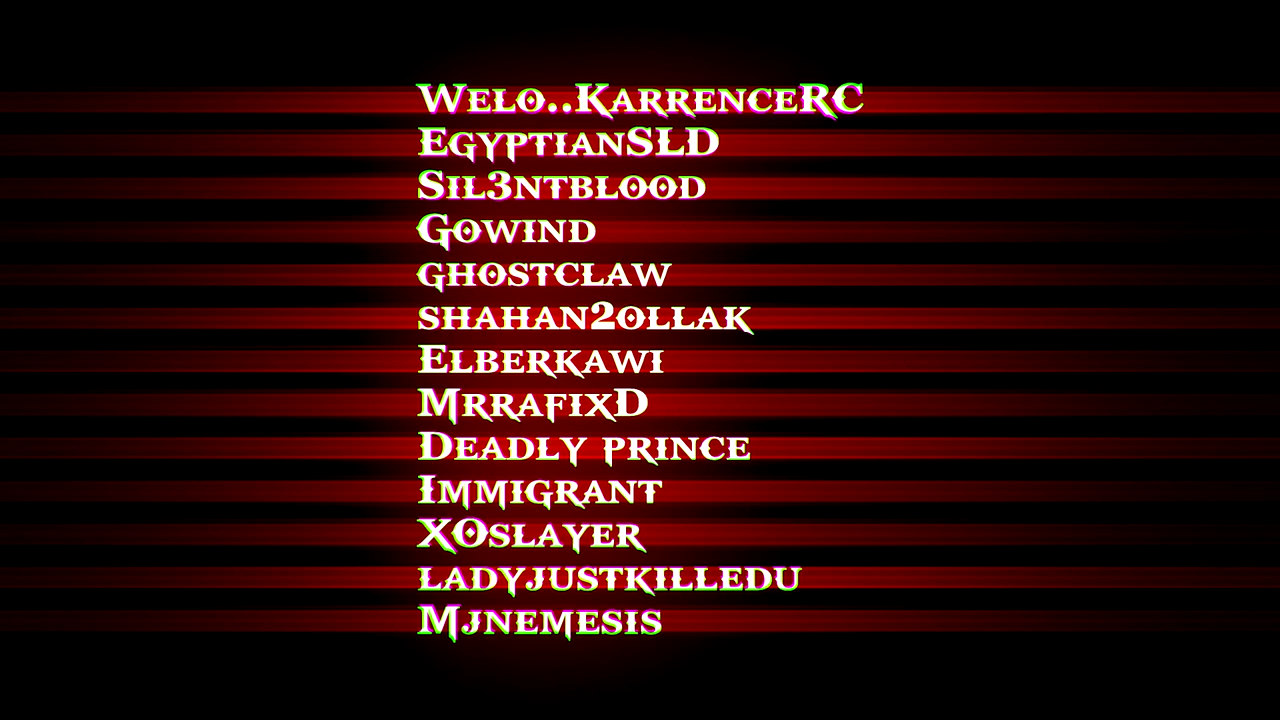 Welo..KarrenceRC
EgyptianSLD
Sil3ntblood
Gowind
ghostclaw
shahan2ollak
Elberkawi
MrrafixD
Deadly prince
Immigrant
XOslayer
ladyjustkilledu
Mjnemesis